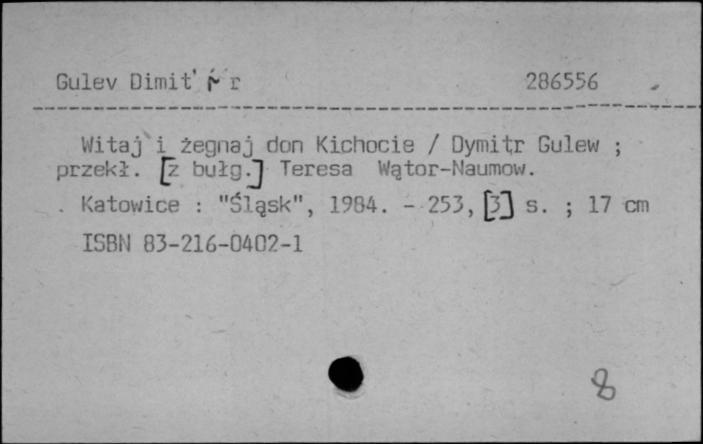 Gulev Dimit'ŕ r 286556
Witaj i żegnaj don Kichocie / Dymitr Gulew ;
przekł. [z bułg.] Teresa Wątor-Naumow.
Katowice : "Śląsk", 1984. - 253, [3] s. ; 17 cm
ISBN 83-216-0402-1
8